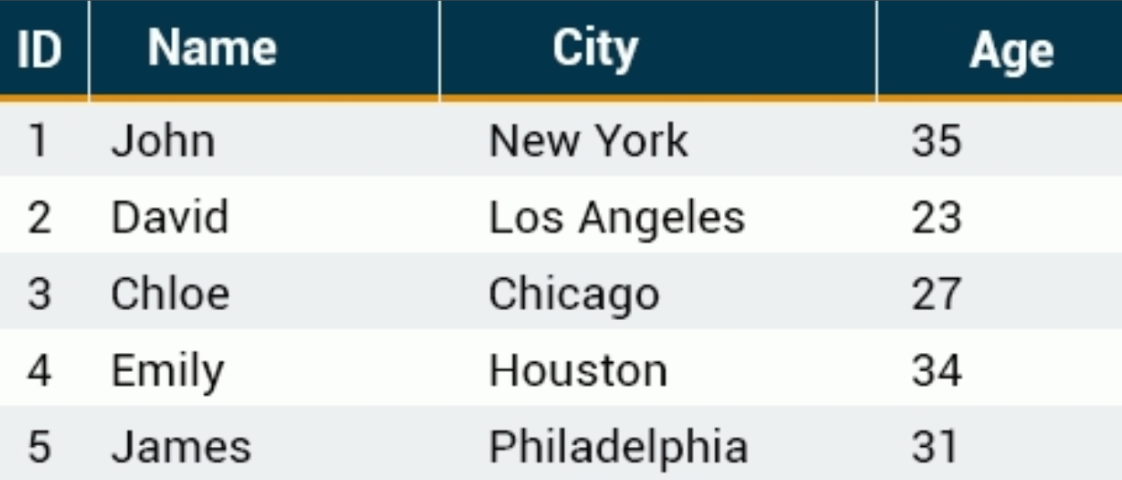 ID Name City Age
1 John New York 35
2 David Los Angeles 23
3 Chloe Chicago 27
4 Emily Houston 34
5 James Philadelphia 31